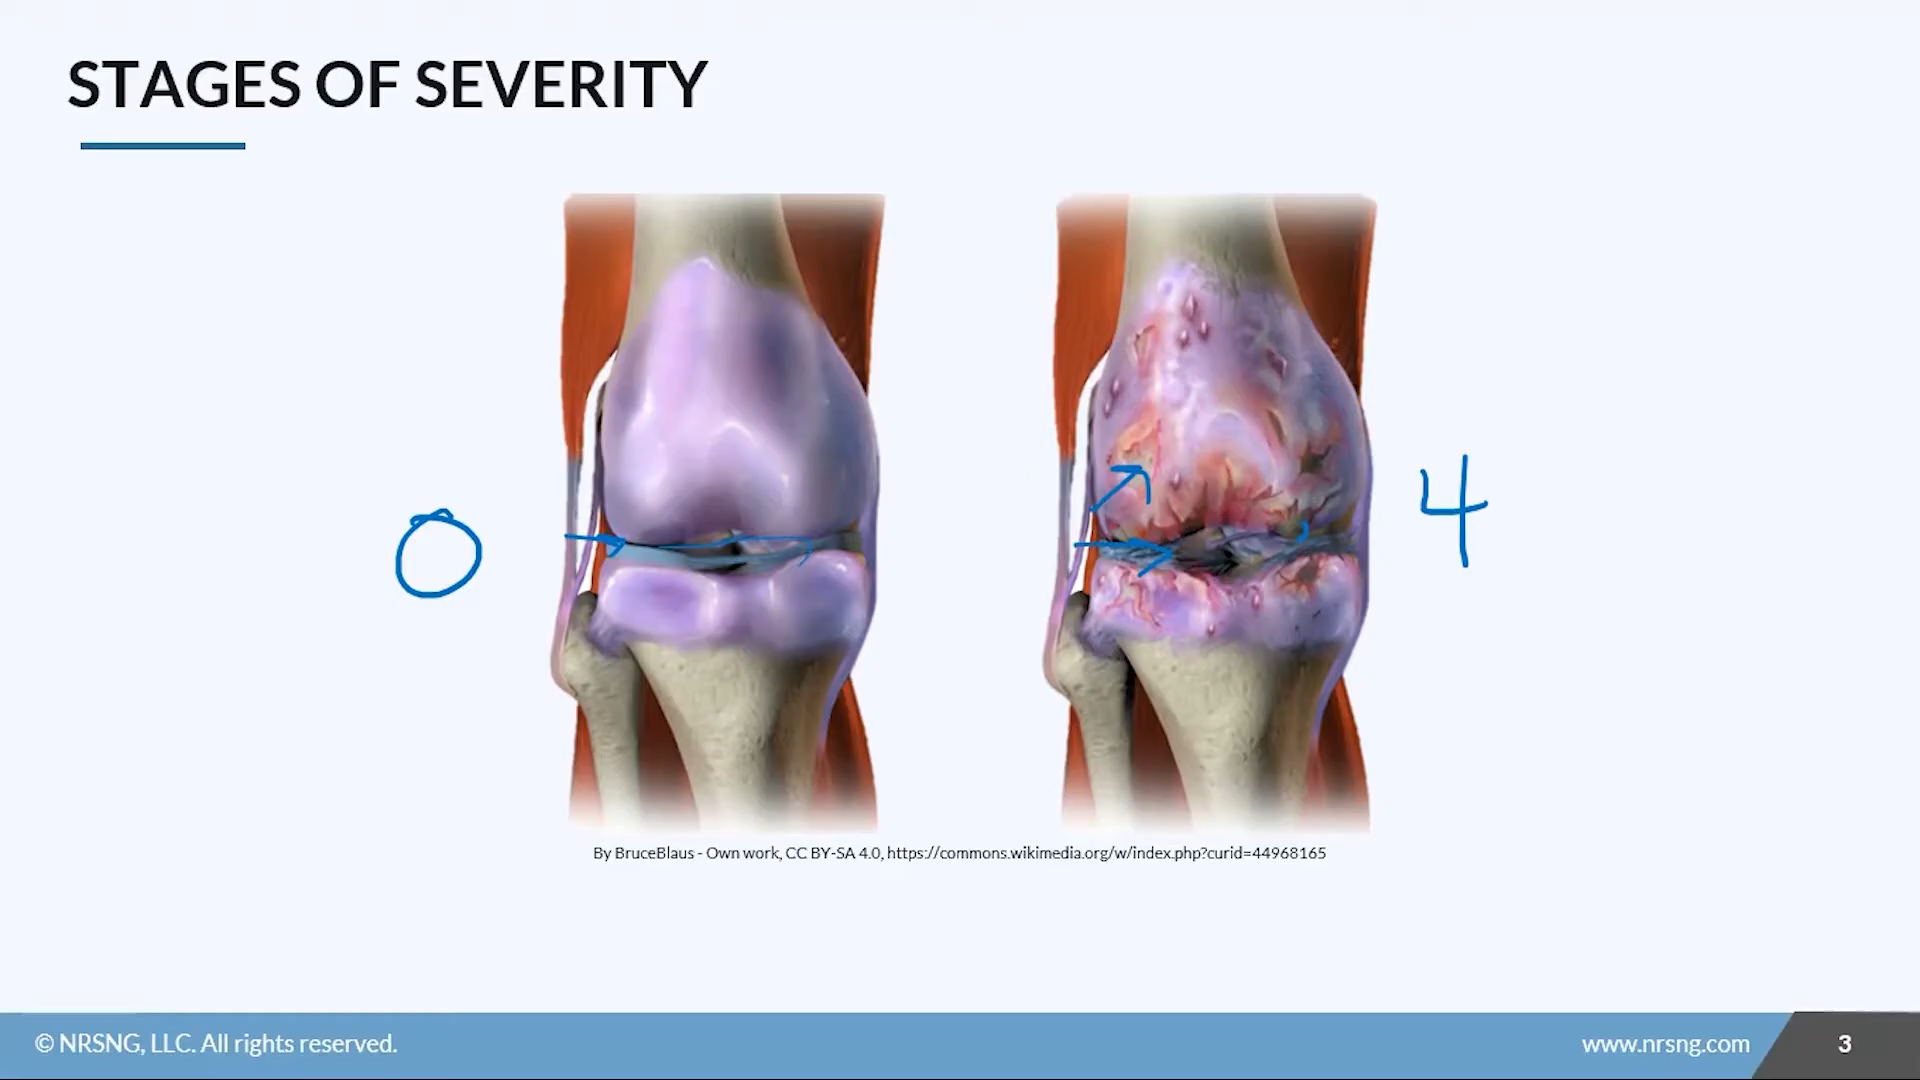 STAGES OF SEVERITY
0
4
By BruceBlaus - Own work, CC BY-SA 4.0, https://commons.wikimedia.org/w/index.php?curid=44968165
© NRSNG, LLC. All rights reserved.
www.nrsng.com
3